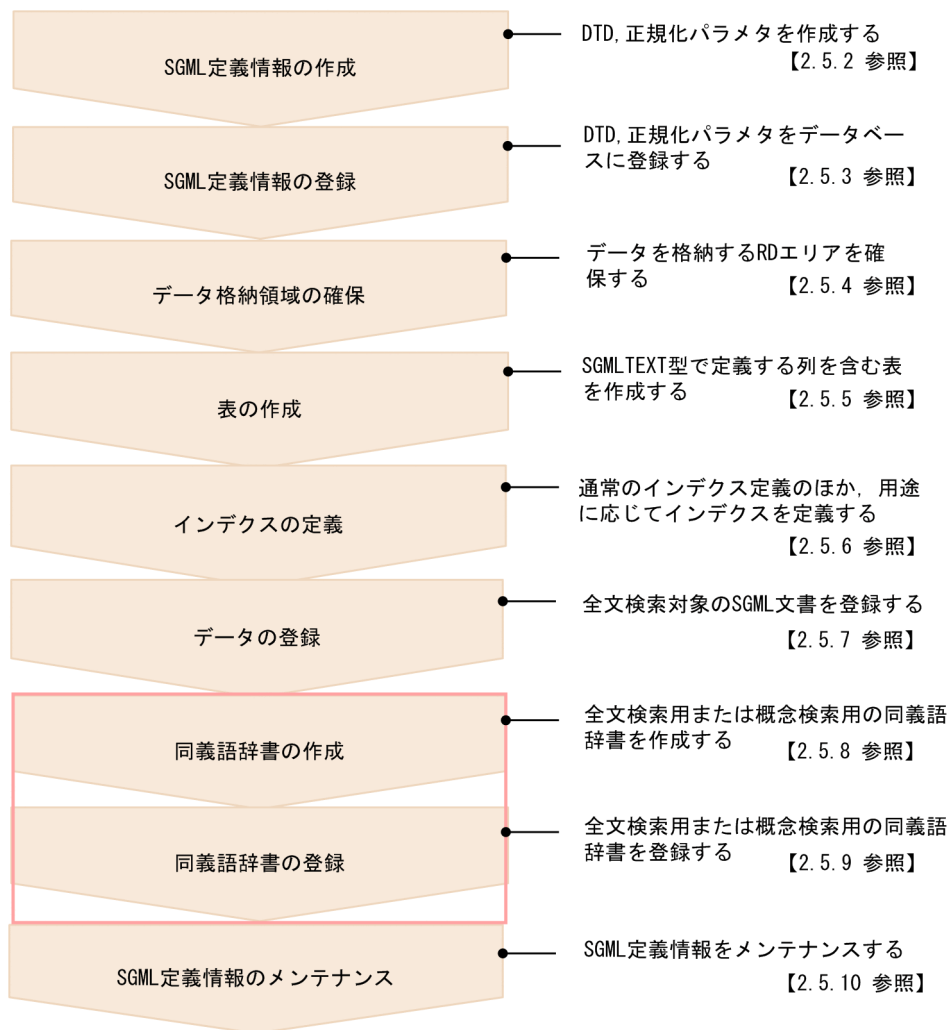 DTD,正規化パラメタを作成する
【2.5.2 参照】
SGML定義情報の作成
DTD,正規化パラメタをデータベー
スに登録する
【2.5.3 参照】
SGML定義情報の登録
データを格納するRDエリアを確
保する
【2.5.4 参照】
データ格納領域の確保
SGMLTEXT型で定義する列を含む表
を作成する
【2.5.5 参照】
表の作成
通常のインデクス定義のほか,用途
に応じてインデクスを定義する
【2.5.6 参照】
インデクスの定義
全文検索対象のSGML文書を登録する
【2.5.7 参照】
データの登録
全文検索用または概念検索用の同義語
辞書を作成する
【2.5.8 参照】
同義語辞書の作成
全文検索用または概念検索用の同義語
辞書を登録する
【2.5.9 参照】
同義語辞書の登録
SGML定義情報をメンテナンスする
【2.5.10 参照】
SGML定義情報のメンテナンス